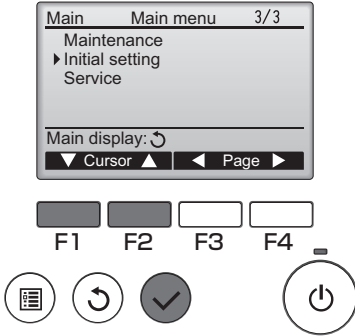 Main Main menu 3/3
Maintenance
Initial setting
Service
Main display:
Cursor Page
F1 F2 F3 F4